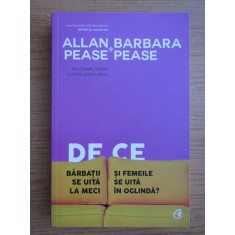 ALLAN BARBARA
PEASE PEASE
DE CE
BĂRBAȚII
SE UITĂ
LA MECI
ȘI FEMEILE
SE UITĂ
ÎN OGLINDĂ?